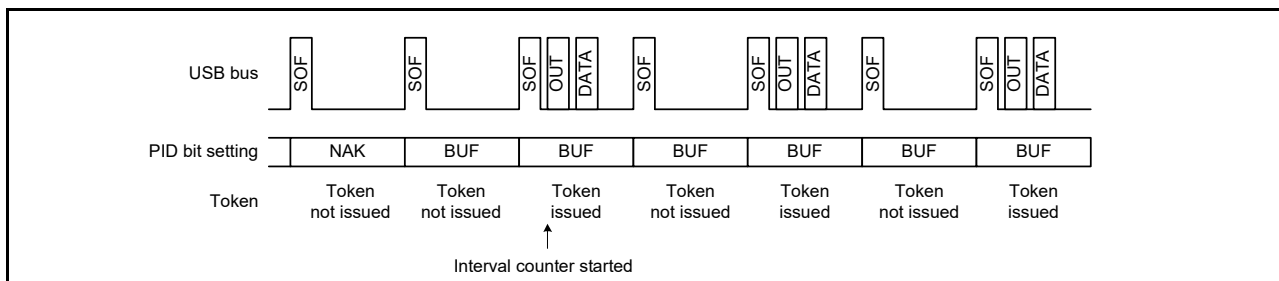 USB bus
SOF SOF SOF OUT DATA SOF SOF OUT DATA SOF SOF OUT DATA
PID bit setting NAK BUF BUF BUF BUF BUF BUF
Token Token Token Token Token Token Token Token
not issued not issued issued not issued issued not issued issued
Interval counter started